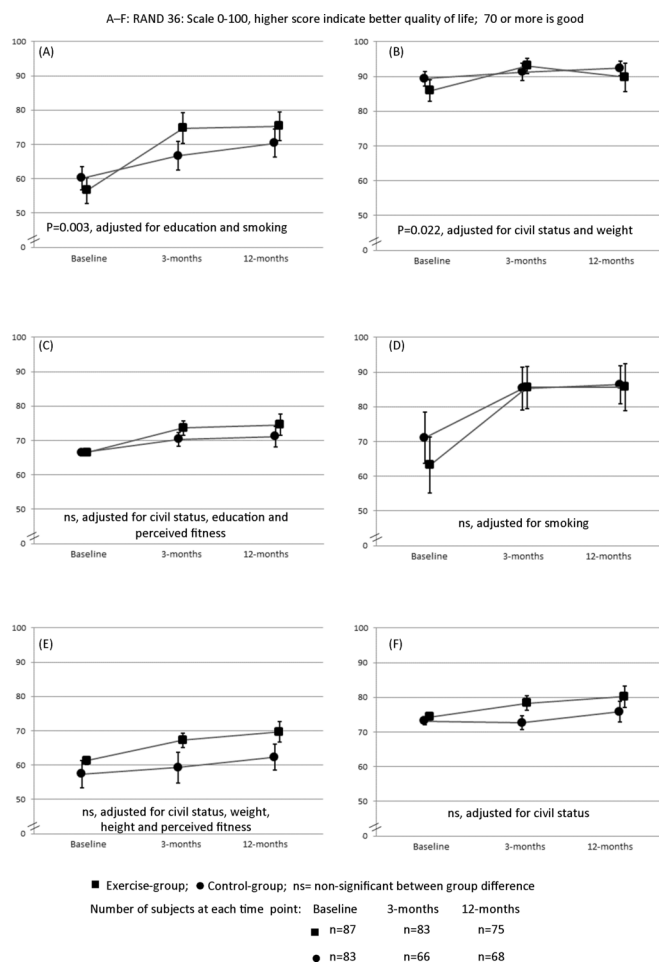 A–F: RAND 36: Scale 0-100, higher score indicate better quality of life; 70 or more is good
(A)
100
90
80
70
60
50
0
P=0.003, adjusted for education and smoking
Baseline 3-months 12-months
(B)
100
90
80
70
60
50
0
P=0.022, adjusted for civil status and weight
Baseline 3-months 12-months
(C)
100
90
80
70
60
50
0
ns, adjusted for civil status, education and
perceived fitness
Baseline 3-months 12-months
(D)
100
90
80
70
60
50
0
ns, adjusted for smoking
Baseline 3-months 12-months
(E)
100
90
80
70
60
50
0
ns, adjusted for civil status, weight,
height and perceived fitness
Baseline 3-months 12-months
(F)
100
90
80
70
60
50
0
ns, adjusted for civil status
Baseline 3-months 12-months
■ Exercise-group; ● Control-group; ns= non-significant between group difference
Number of subjects at each time point: Baseline 3-months 12-months
■ n=87 n=83 n=75
● n=83 n=66 n=68